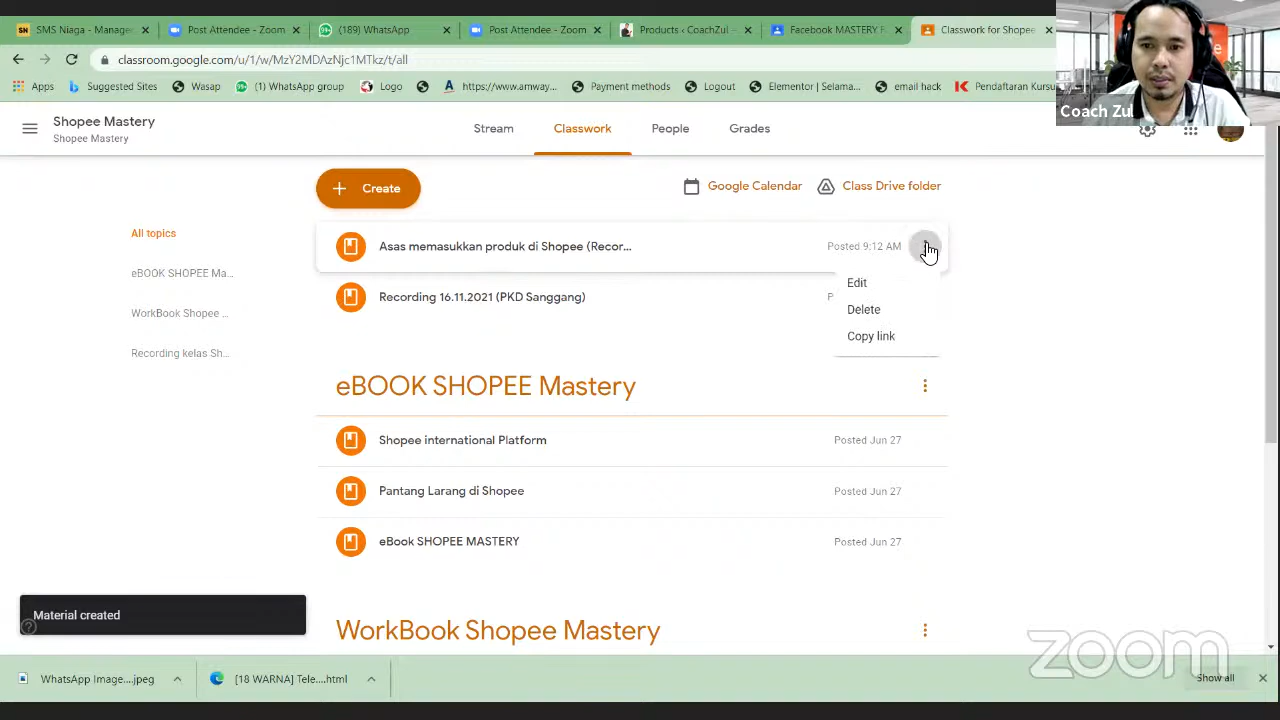 SMS Niaga - Manage
Post Attendee - Zoom
(189) WhatsApp
Post Attendee - Zoom
Products ‹ CoachZul –
Facebook MASTERY F
Classwork for Shopee
classroom.google.com/u/1/w/MzY2MDAzNjc1MTkz/t/all
Apps
Suggested Sites
Wasap
(1) WhatsApp group
Logo
https://www.amway...
Payment methods
Logout
Elementor | Selama...
email hack
Pendaftaran Kursu
Coach Zul
Shopee Mastery
Shopee Mastery
Stream
Classwork
People
Grades
Create
Google Calendar
Class Drive folder
All topics
eBOOK SHOPEE Ma...
WorkBook Shopee ...
Recording kelas Sh...
Asas memasukkan produk di Shopee (Recor...
Posted 9:12 AM
Edit
Delete
Copy link
Recording 16.11.2021 (PKD Sanggang)
P
eBOOK SHOPEE Mastery
Shopee international Platform
Posted Jun 27
Pantang Larang di Shopee
Posted Jun 27
eBook SHOPEE MASTERY
Posted Jun 27
WorkBook Shopee Mastery
Material created
zoom
WhatsApp Image....jpeg
[18 WARNA] Tele....html
Show all